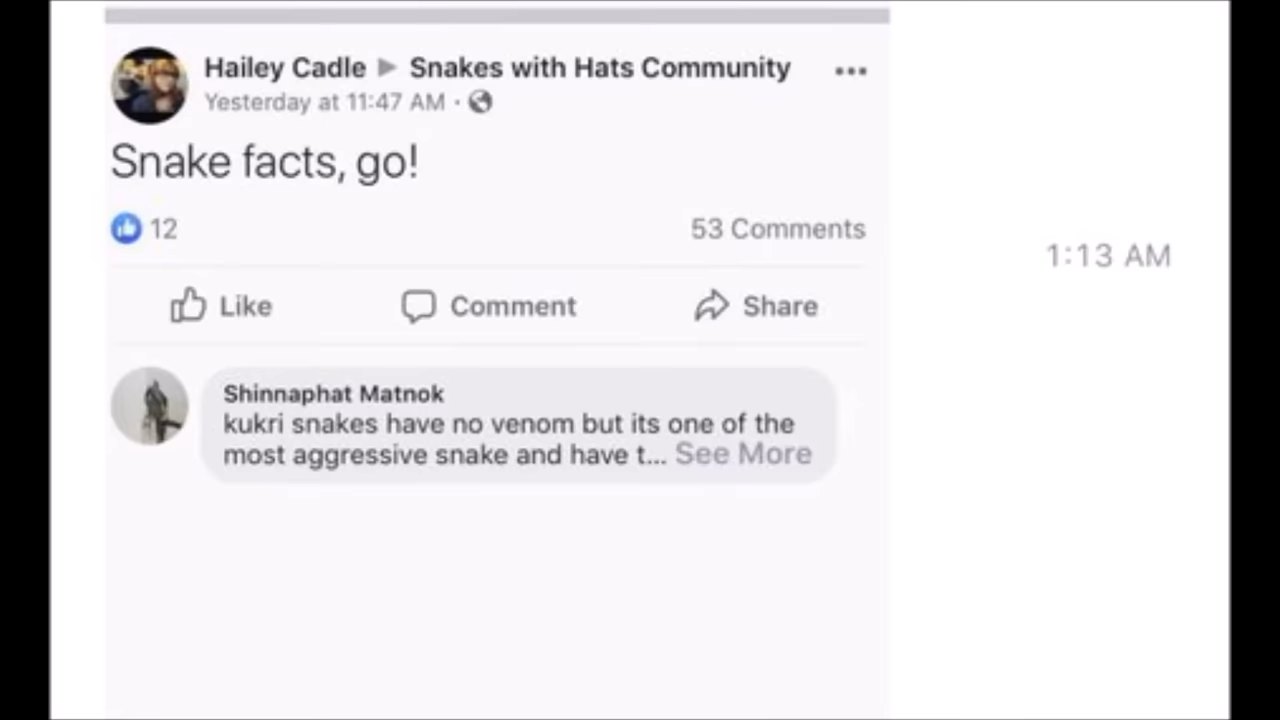 Hailey Cadle ▶ Snakes with Hats Community
Yesterday at 11:47 AM ·
Snake facts, go!
12
53 Comments
1:13 AM
Like
Comment
Share
Shinnaphat Matnok
kukri snakes have no venom but its one of the
most aggressive snake and have t... See More